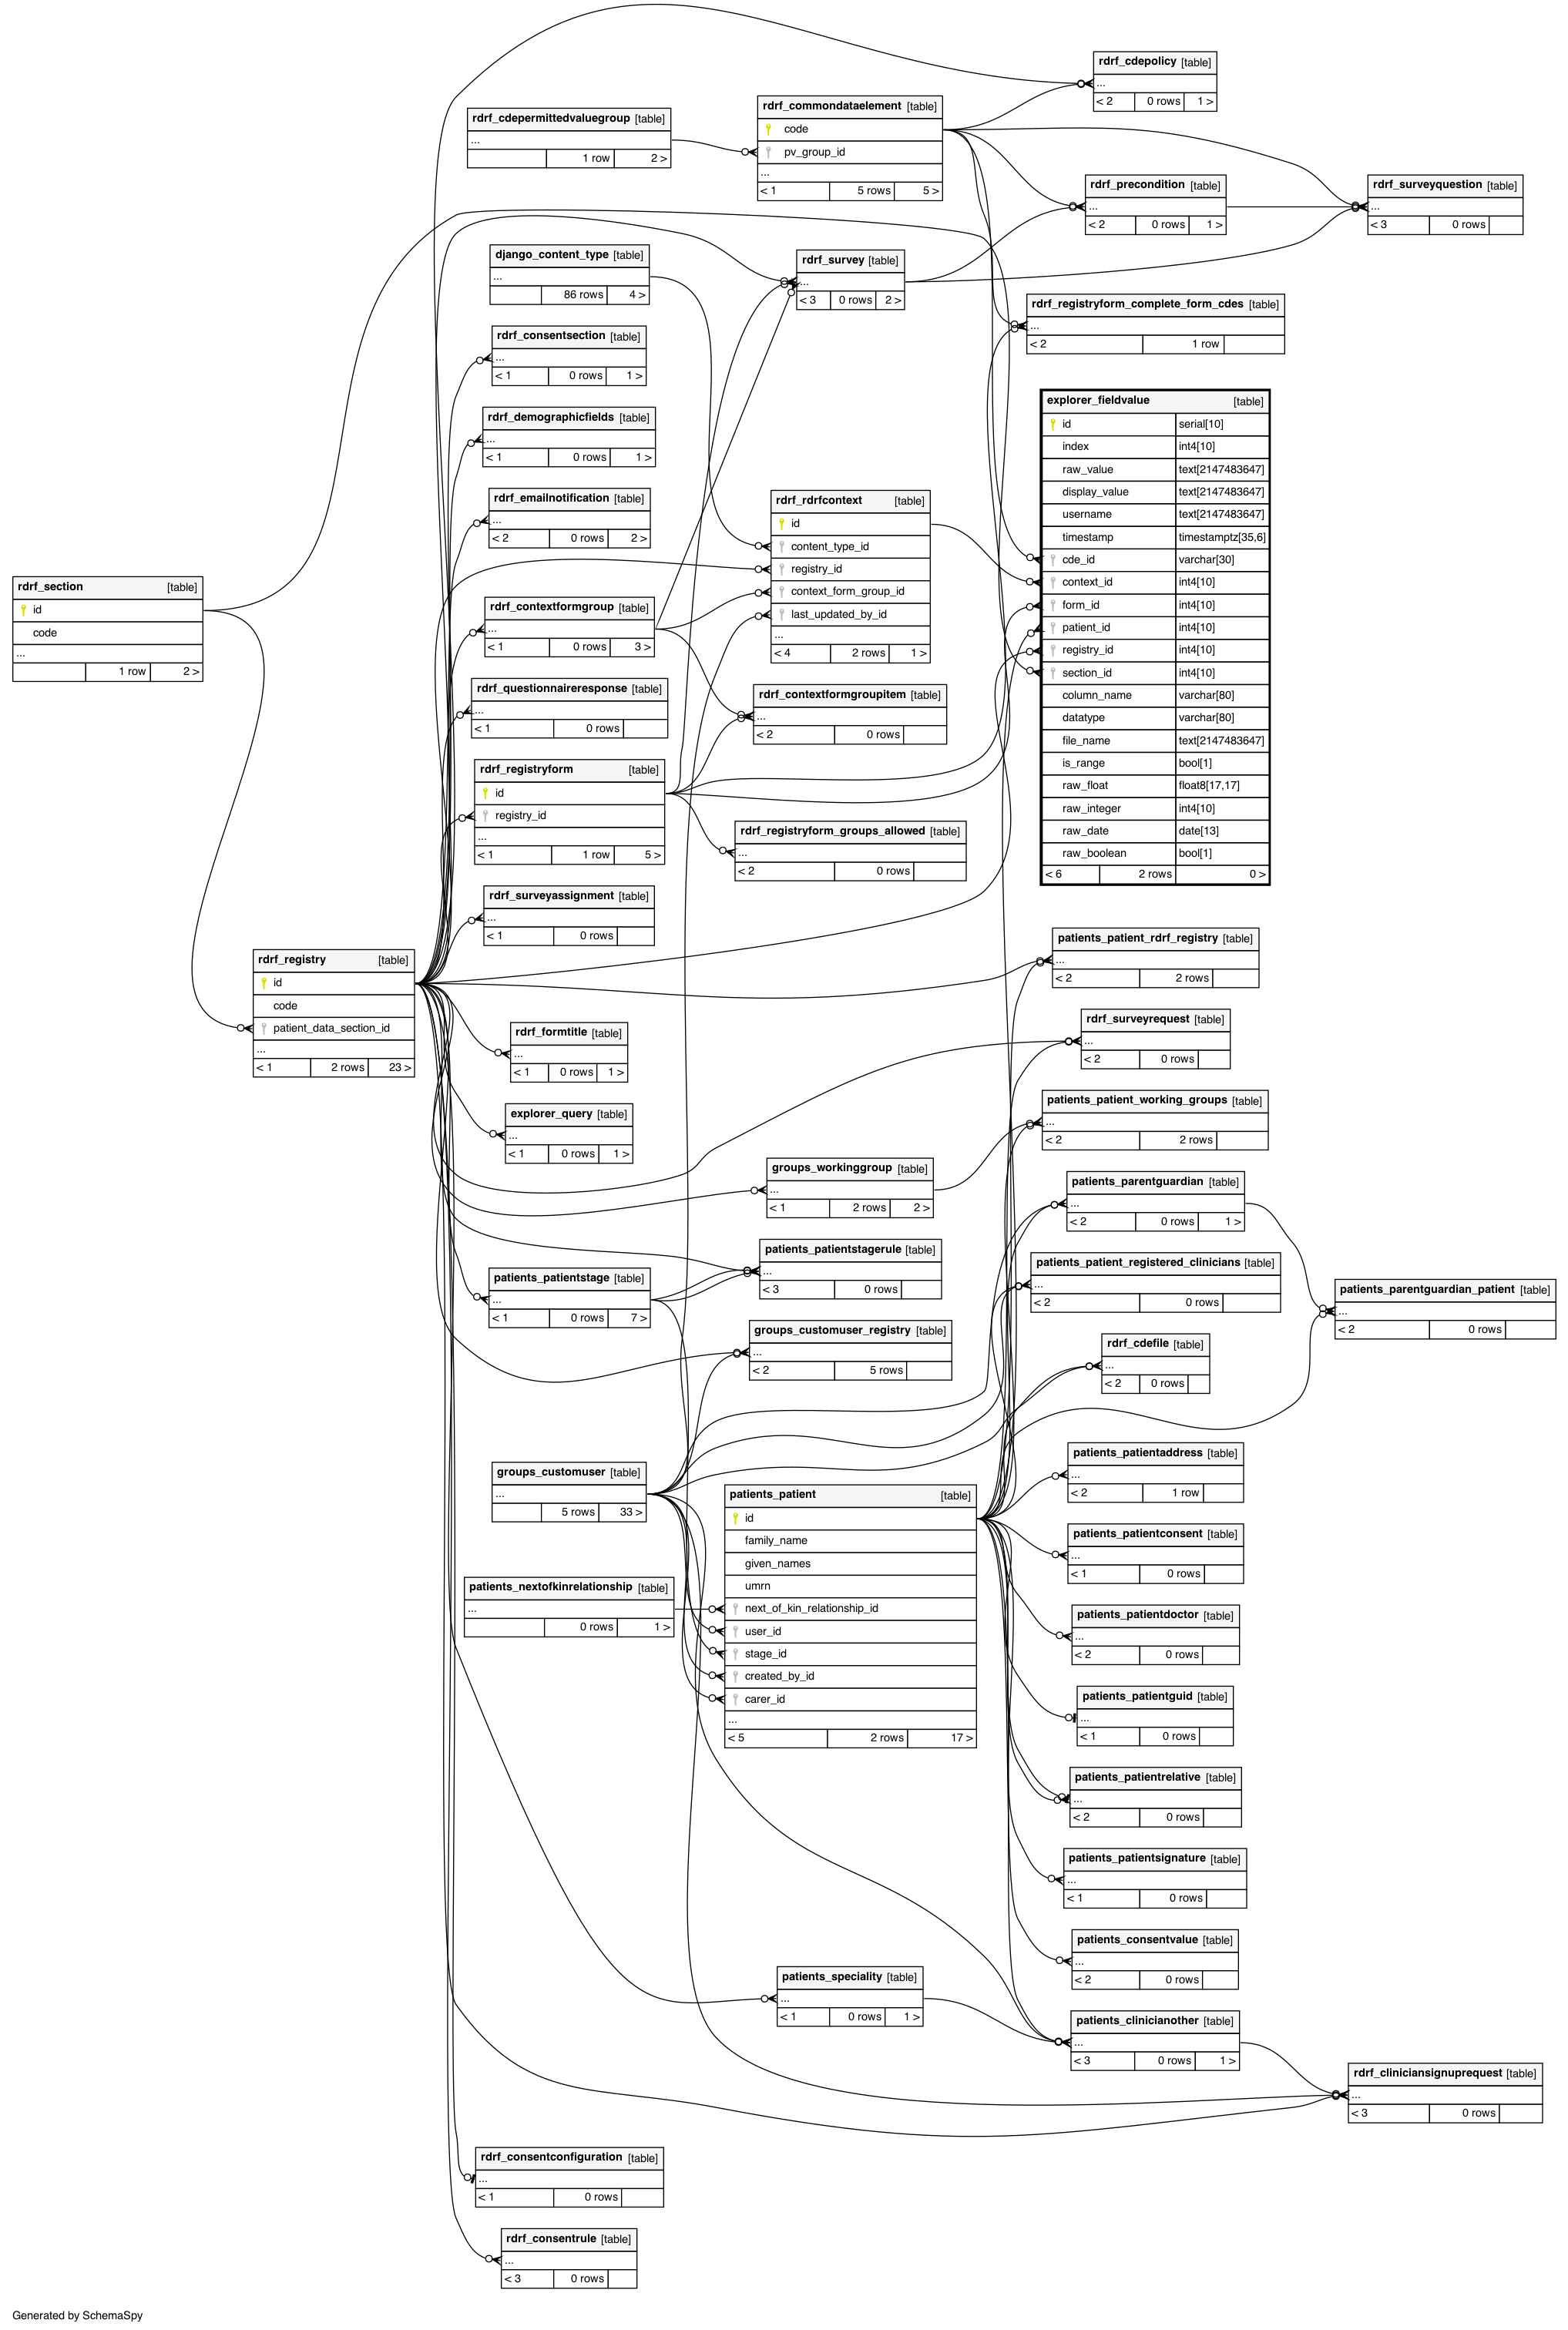 rdrf_cdepolicy [table]
...
< 2 0 rows 1 >
rdrf_commondataelement [table]
code
pv_group_id
...
< 1 5 rows 5 >
rdrf_cdepermittedvaluegroup [table]
...
1 row 2 >
rdrf_precondition [table]
...
< 2 0 rows 1 >
rdrf_surveyquestion [table]
...
< 3 0 rows
django_content_type [table]
...
86 rows 4 >
rdrf_survey [table]
...
< 3 0 rows 2 >
rdrf_registryform_complete_form_cdes [table]
...
< 2 1 row
rdrf_consentsection [table]
...
< 1 0 rows 1 >
explorer_fieldvalue [table]
id serial[10]
index int4[10]
raw_value text[2147483647]
display_value text[2147483647]
username text[2147483647]
timestamp timestamptz[35,6]
cde_id varchar[30]
context_id int4[10]
form_id int4[10]
patient_id int4[10]
registry_id int4[10]
section_id int4[10]
column_name varchar[80]
datatype varchar[80]
file_name text[2147483647]
is_range bool[1]
raw_float float8[17,17]
raw_integer int4[10]
raw_date date[13]
raw_boolean bool[1]
< 6 2 rows 0 >
rdrf_demographicfields [table]
...
< 1 0 rows 1 >
rdrf_emailnotification [table]
...
< 2 0 rows 2 >
rdrf_rdrfcontext [table]
id
content_type_id
registry_id
context_form_group_id
last_updated_by_id
...
< 4 2 rows 1 >
rdrf_section [table]
id
code
...
1 row 2 >
rdrf_contextformgroup [table]
...
< 1 0 rows 3 >
rdrf_questionnaireresponse [table]
...
< 1 0 rows
rdrf_contextformgroupitem [table]
...
< 2 0 rows
rdrf_registryform [table]
id
registry_id
...
< 1 1 row 5 >
rdrf_registryform_groups_allowed [table]
...
< 2 0 rows
rdrf_surveyassignment [table]
...
< 1 0 rows
rdrf_registry [table]
id
code
patient_data_section_id
...
< 1 2 rows 23 >
patients_patient_rdrf_registry [table]
...
< 2 2 rows
rdrf_formtitle [table]
...
< 1 0 rows 1 >
rdrf_surveyrequest [table]
...
< 2 0 rows
explorer_query [table]
...
< 1 0 rows 1 >
patients_patient_working_groups [table]
...
< 2 2 rows
groups_workinggroup [table]
...
< 1 2 rows 2 >
patients_parentguardian [table]
...
< 2 0 rows 1 >
patients_patientstagerule [table]
...
< 3 0 rows
patients_patient_registered_clinicians [table]
...
< 2 0 rows
patients_patientstage [table]
...
< 1 0 rows 7 >
patients_parentguardian_patient [table]
...
< 2 0 rows
groups_customuser_registry [table]
...
< 2 5 rows
rdrf_cdefile [table]
...
< 2 0 rows
patients_patientaddress [table]
...
< 2 1 row
groups_customuser [table]
...
5 rows 33 >
patients_patient [table]
id
family_name
given_names
umrn
next_of_kin_relationship_id
user_id
stage_id
created_by_id
carer_id
...
< 5 2 rows 17 >
patients_patientconsent [table]
...
< 1 0 rows
patients_nextofkinrelationship [table]
...
0 rows 1 >
patients_patientdoctor [table]
...
< 2 0 rows
patients_patientguid [table]
...
< 1 0 rows
patients_patientrelative [table]
...
< 2 0 rows
patients_patientsignature [table]
...
< 1 0 rows
patients_consentvalue [table]
...
< 2 0 rows
patients_speciality [table]
...
< 1 0 rows 1 >
patients_clinicianother [table]
...
< 3 0 rows 1 >
rdrf_cliniciansignuprequest [table]
...
< 3 0 rows
rdrf_consentconfiguration [table]
...
< 1 0 rows
rdrf_consentrule [table]
...
< 3 0 rows
Generated by SchemaSpy